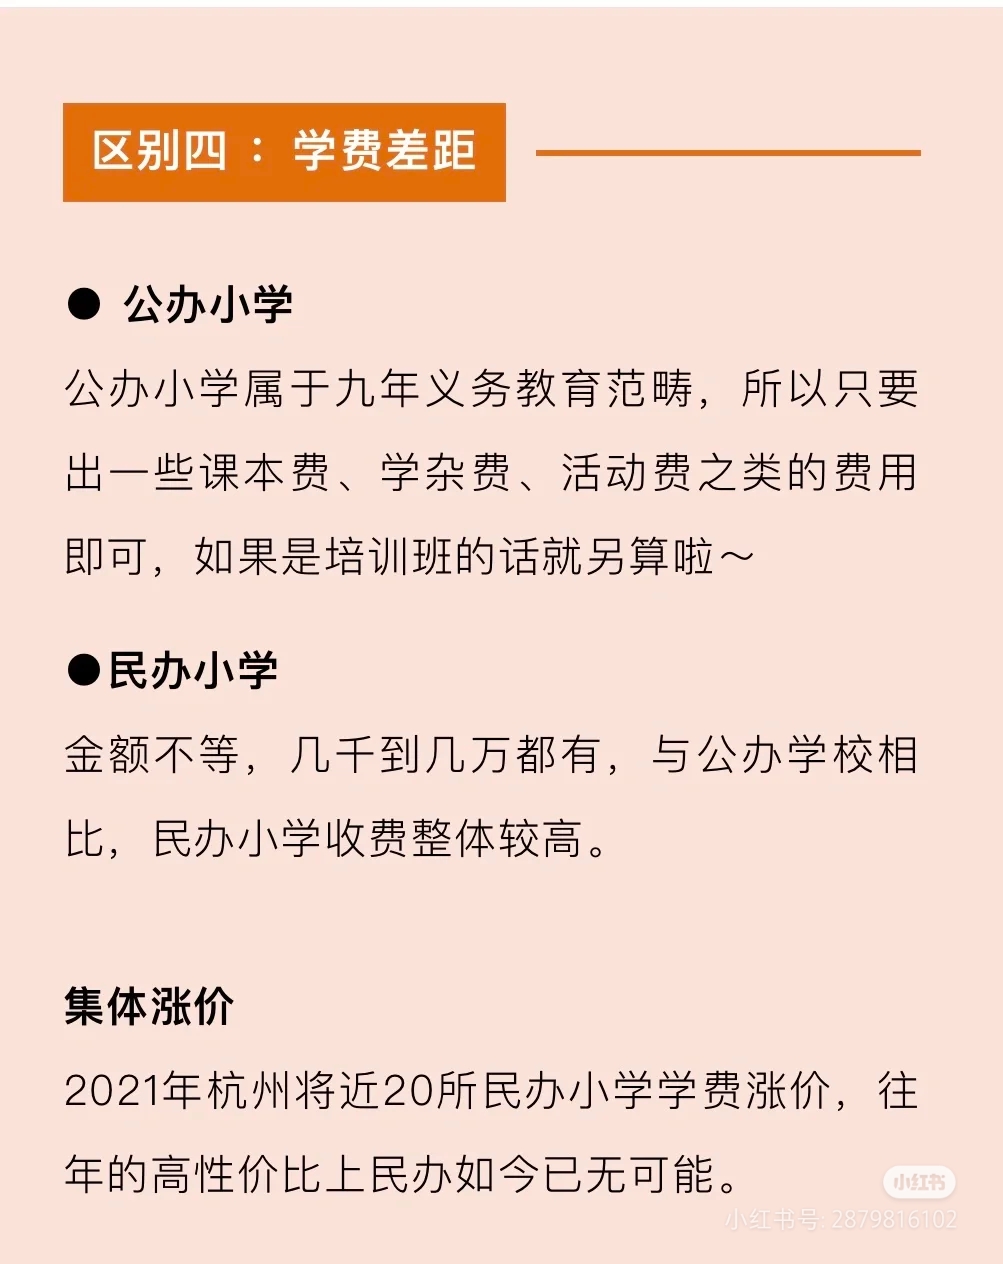 区别四：学费差距
● 公办小学
公办小学属于九年义务教育范畴，所以只要
出一些课本费、学杂费、活动费之类的费用
即可，如果是培训班的话就另算啦～
●民办小学
金额不等，几千到几万都有，与公办学校相
比，民办小学收费整体较高。
集体涨价
2021年杭州将近20所民办小学学费涨价，往
年的高性价比上民办如今已无可能。
小红书
小红书号: 2879816102